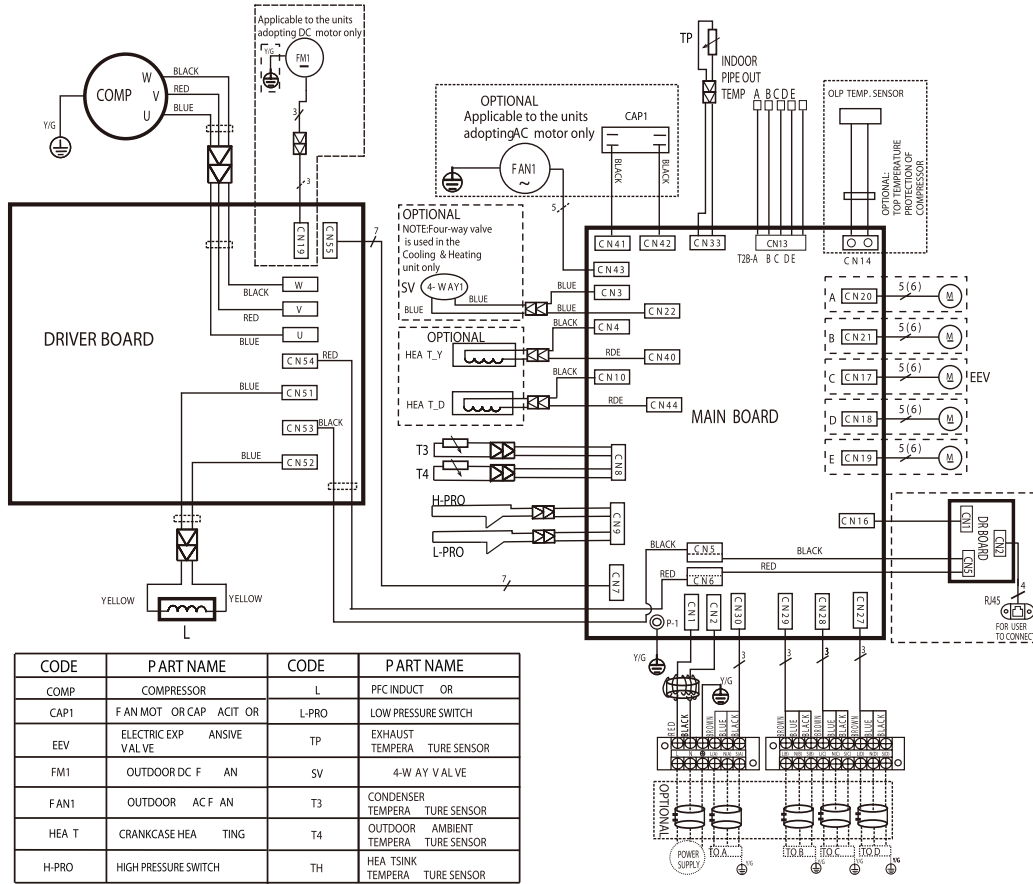 Applicable to the units
adopting DC motor only
Y/G
FM1
COMP
W
V
U
BLACK
RED
BLUE
Y/G
3
3
CN19
CN55
7
DRIVER BOARD
BLACK
W
RED
V
BLUE
U
CN54
RED
BLUE
CN51
CN53
BLACK
BLUE
CN52
YELLOW
YELLOW
L
OPTIONAL
Applicable to the units
adoptingAC motor only
CAP1
FAN1
~
BLACK
BLACK
5
TP
INDOOR
PIPE OUT
TEMP
A B C D E
OLP TEMP. SENSOR
OPTIONAL:
TOP TEMPERATURE
PROTECTION OF
COMPRESSOR
OPTIONAL
NOTE:Four-way valve
is used in the
Cooling & Heating
unit only
SV
4- WAY1
BLUE
BLUE
BLUE
BLUE
OPTIONAL
HEA T_Y
BLACK
RDE
HEA T_D
BLACK
RDE
CN41
CN42
CN33
CN13
T2B-A B C D E
CN14
CN43
CN3
CN22
CN4
CN40
CN10
CN44
MAIN BOARD
A
CN20
5(6)
M
B
CN21
5(6)
M
C
CN17
5(6)
M
EEV
D
CN18
5(6)
M
E
CN19
5(6)
M
T3
T4
CN8
H-PRO
L-PRO
CN9
7
CN7
BLACK
CN5
BLACK
RED
CN6
RED
CN16
CN1
DR BOARD
CN2
CN5
4
RJ45
FOR USER
TO CONNECT
P-1
Y/G
CN1
CN2
CN30
CN29
CN28
CN27
3
3
3
3
Y/G
RED
BLACK
BROWN
BLUE
BLACK
BROWN
BLUE
BLACK
BROWN
BLUE
BLACK
BROWN
BLUE
BLACK
L
N
L(A)
N(A)
S(A)
L(B)
N(B)
S(B)
L(C)
N(C)
S(C)
L(D)
N(D)
S(D)
OPTIONAL
POWER
SUPPLY
TO A
Y/G
TO B
Y/G
TO C
Y/G
TO D
Y/G
CODE PART NAME CODE PART NAME
COMP COMPRESSOR L PFC INDUCT OR
CAP1 F AN MOT OR CAP ACIT OR L-PRO LOW PRESSURE SWITCH
EEV ELECTRIC EXP ANSIVE
V AL VE
TP EXHAUST
TEMPERA TURE SENSOR
FM1 OUTDOOR DC F AN SV 4-W AY V AL VE
F AN1 OUTDOOR AC F AN T3 CONDENSER
TEMPERA TURE SENSOR
HEA T CRANKCASE HEA TING T4 OUTDOOR AMBIENT
TEMPERA TURE SENSOR
H-PRO HIGH PRESSURE SWITCH TH HEA TSINK
TEMPERA TURE SENSOR